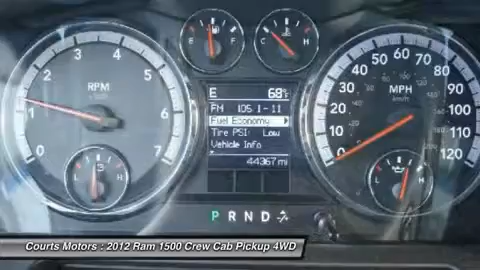 E F
C H
1 2 3 4 5 6 7 0
RPM
0 10 20 30 40 50 60 70 80 90 100 120
MPH
km/h
E 68°F
FM 105.1-11
Fuel Economy
Tire PSI: Low
Vehicle Info
44367 mi
H
L H
P R N D
Courts Motors : 2012 Ram 1500 Crew Cab Pickup 4WD